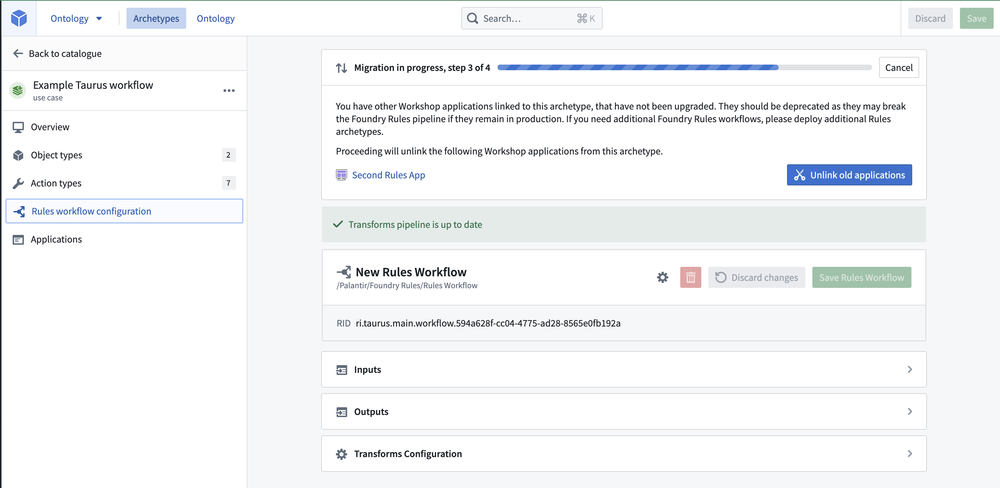 Ontology
Archetypes
Ontology
Search...
⌘ K
Discard
Save
Back to catalogue
Example Taurus workflow
use case
Overview
Object types
2
Action types
7
Rules workflow configuration
Applications
Migration in progress, step 3 of 4
Cancel
You have other Workshop applications linked to this archetype, that have not been upgraded. They should be deprecated as they may break
the Foundry Rules pipeline if they remain in production. If you need additional Foundry Rules workflows, please deploy additional Rules
archetypes.
Proceeding will unlink the following Workshop applications from this archetype.
Second Rules App
Unlink old applications
Transforms pipeline is up to date
New Rules Workflow
/Palantir/Foundry Rules/Rules Workflow
Discard changes
Save Rules Workflow
RID ri.taurus.main.workflow.594a628f-cc04-4775-ad28-8565e0fb192a
Inputs
Outputs
Transforms Configuration